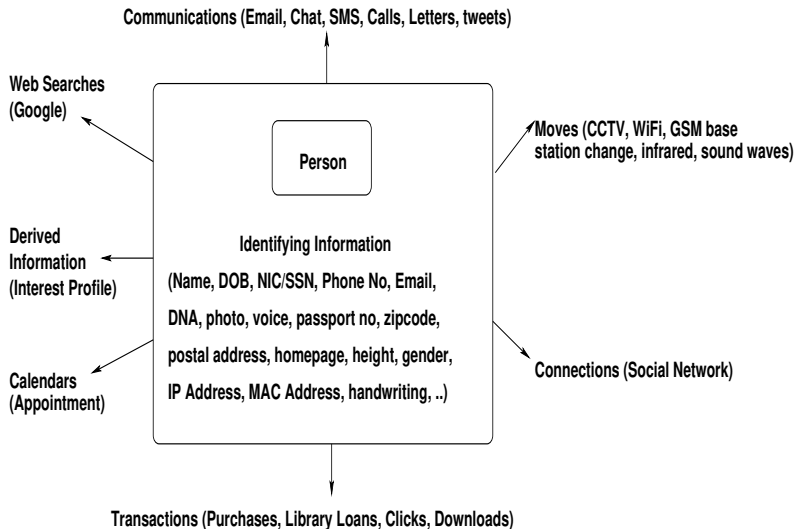 Communications (Email, Chat, SMS, Calls, Letters, tweets)
Web Searches
(Google)
Moves (CCTV, WiFi, GSM base
station change, infrared, sound waves)
Person
Derived
Information
(Interest Profile)
Identifying Information
(Name, DOB, NIC/SSN, Phone No, Email,
DNA, photo, voice, passport no, zipcode,
postal address, homepage, height, gender,
IP Address, MAC Address, handwriting, ..)
Calendars
(Appointment)
Connections (Social Network)
Transactions (Purchases, Library Loans, Clicks, Downloads)